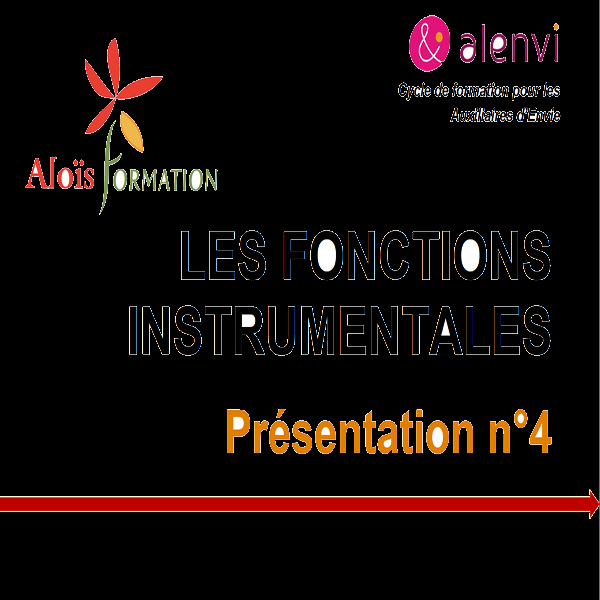 & alenvi
Cycle de formation pour les
Auxiliaires d'Envie
Aloïs Formation
LES FONCTIONS
INSTRUMENTALES
Présentation n°4